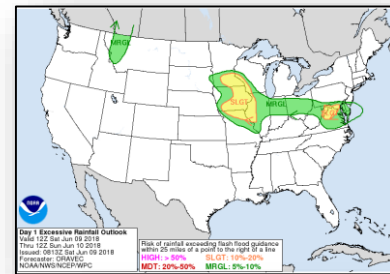 MRGL
SLGT
MRGL
SLGT
noaa
Day 1 Excessive Rainfall Outlook
Valid 12Z Sat Jun 09 2018
Thru 12Z Sun Jun 10 2018
Issued: 0813Z Sat Jun 09 2018
Forecaster: ORAVEC
NOAA/NWS/NCEP/WPC
Risk of rainfall exceeding flash flood guidance
within 25 miles of a point to the right of a line
HIGH: > 50% SLGT: 10%-20%
MDT: 20%-50% MRGL: 5%-10%